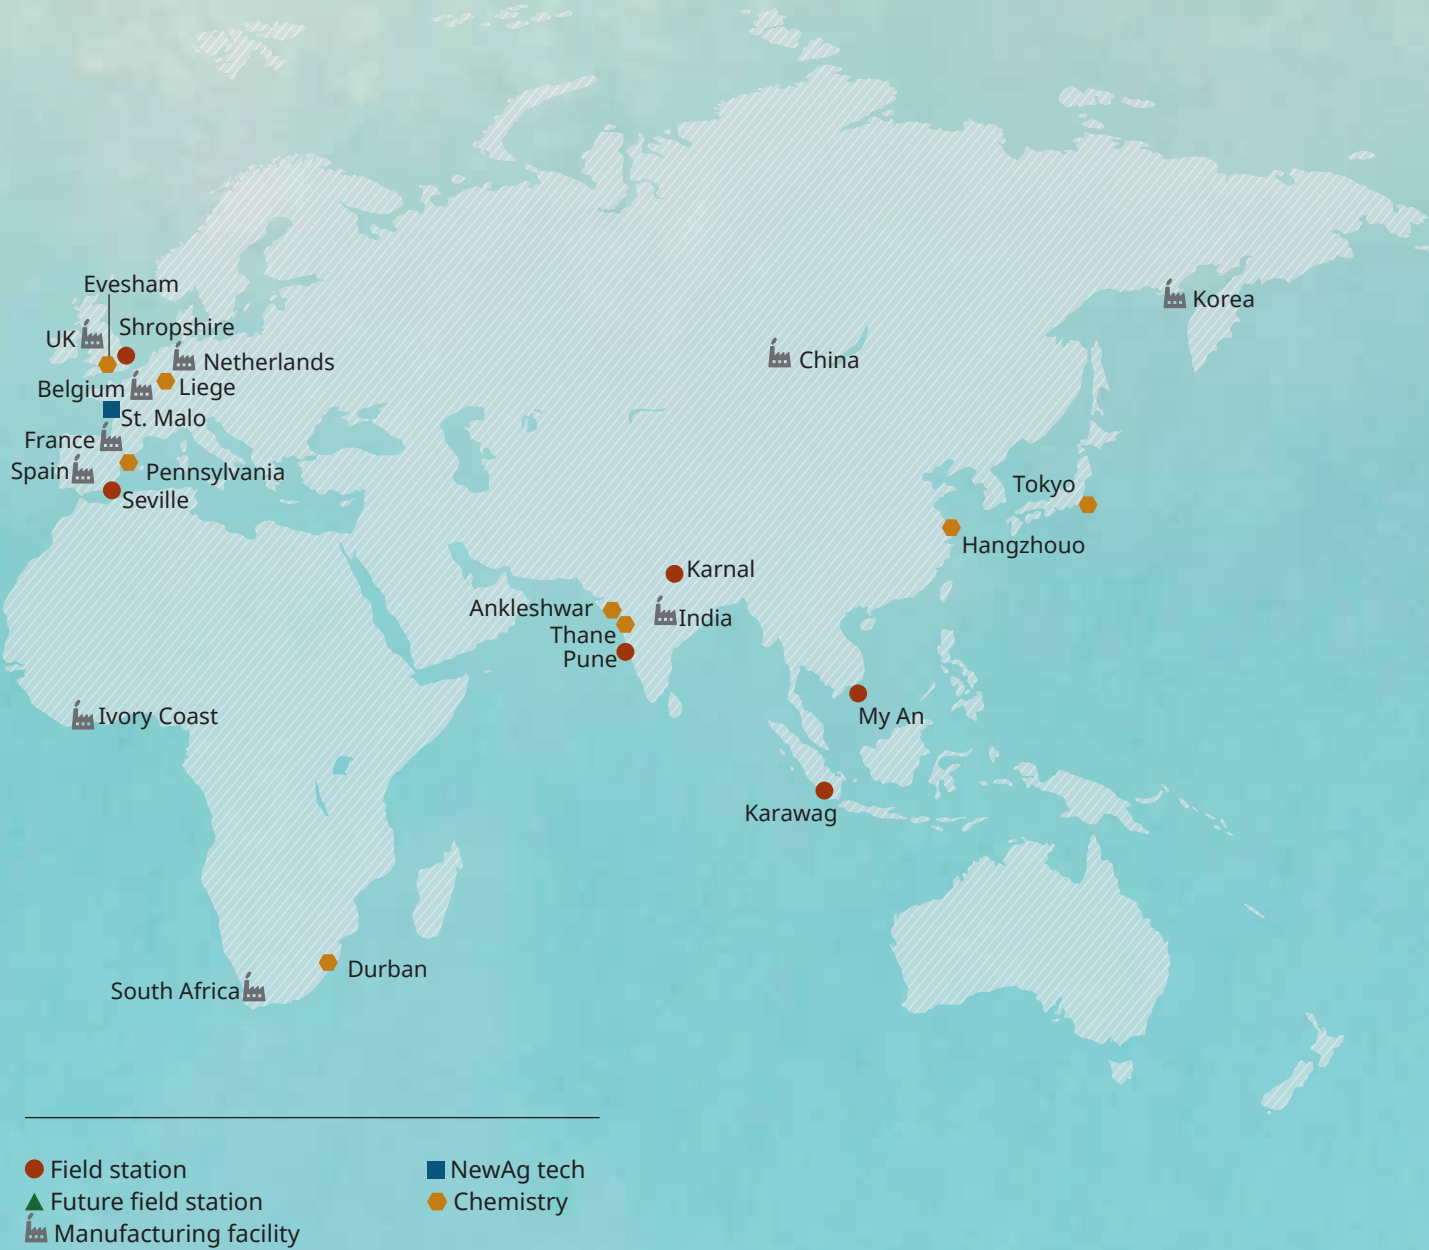 Evesham
Korea
Shropshire
UK
Netherlands
China
Belgium
Liege
St. Malo
France
Spain
Pennsylvania
Tokyo
Seville
Hangzhouo
Karnal
Ankleshwar
India
Thane
Pune
Ivory Coast
My An
Karawag
Durban
South Africa
Field station
NewAg tech
Future field station
Chemistry
Manufacturing facility